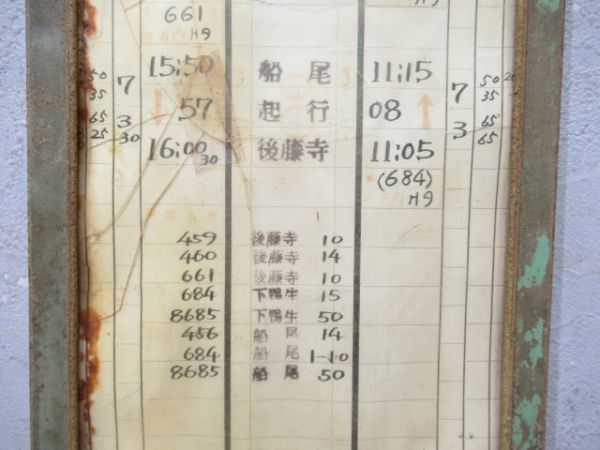 661
H9
H9
15:50 船尾 11:15
57 起行 08
16:00 30 後藤寺 11:05
(684)
H9
50 35 7 65 25 3 30
7 50 20 35 3 65 65
459 後藤寺 10
460 後藤寺 14
661 後藤寺 10
684 下鴨生 15
8685 下鴨生 50
456 船尾 14
684 船尾 1-10
8685 船尾 50